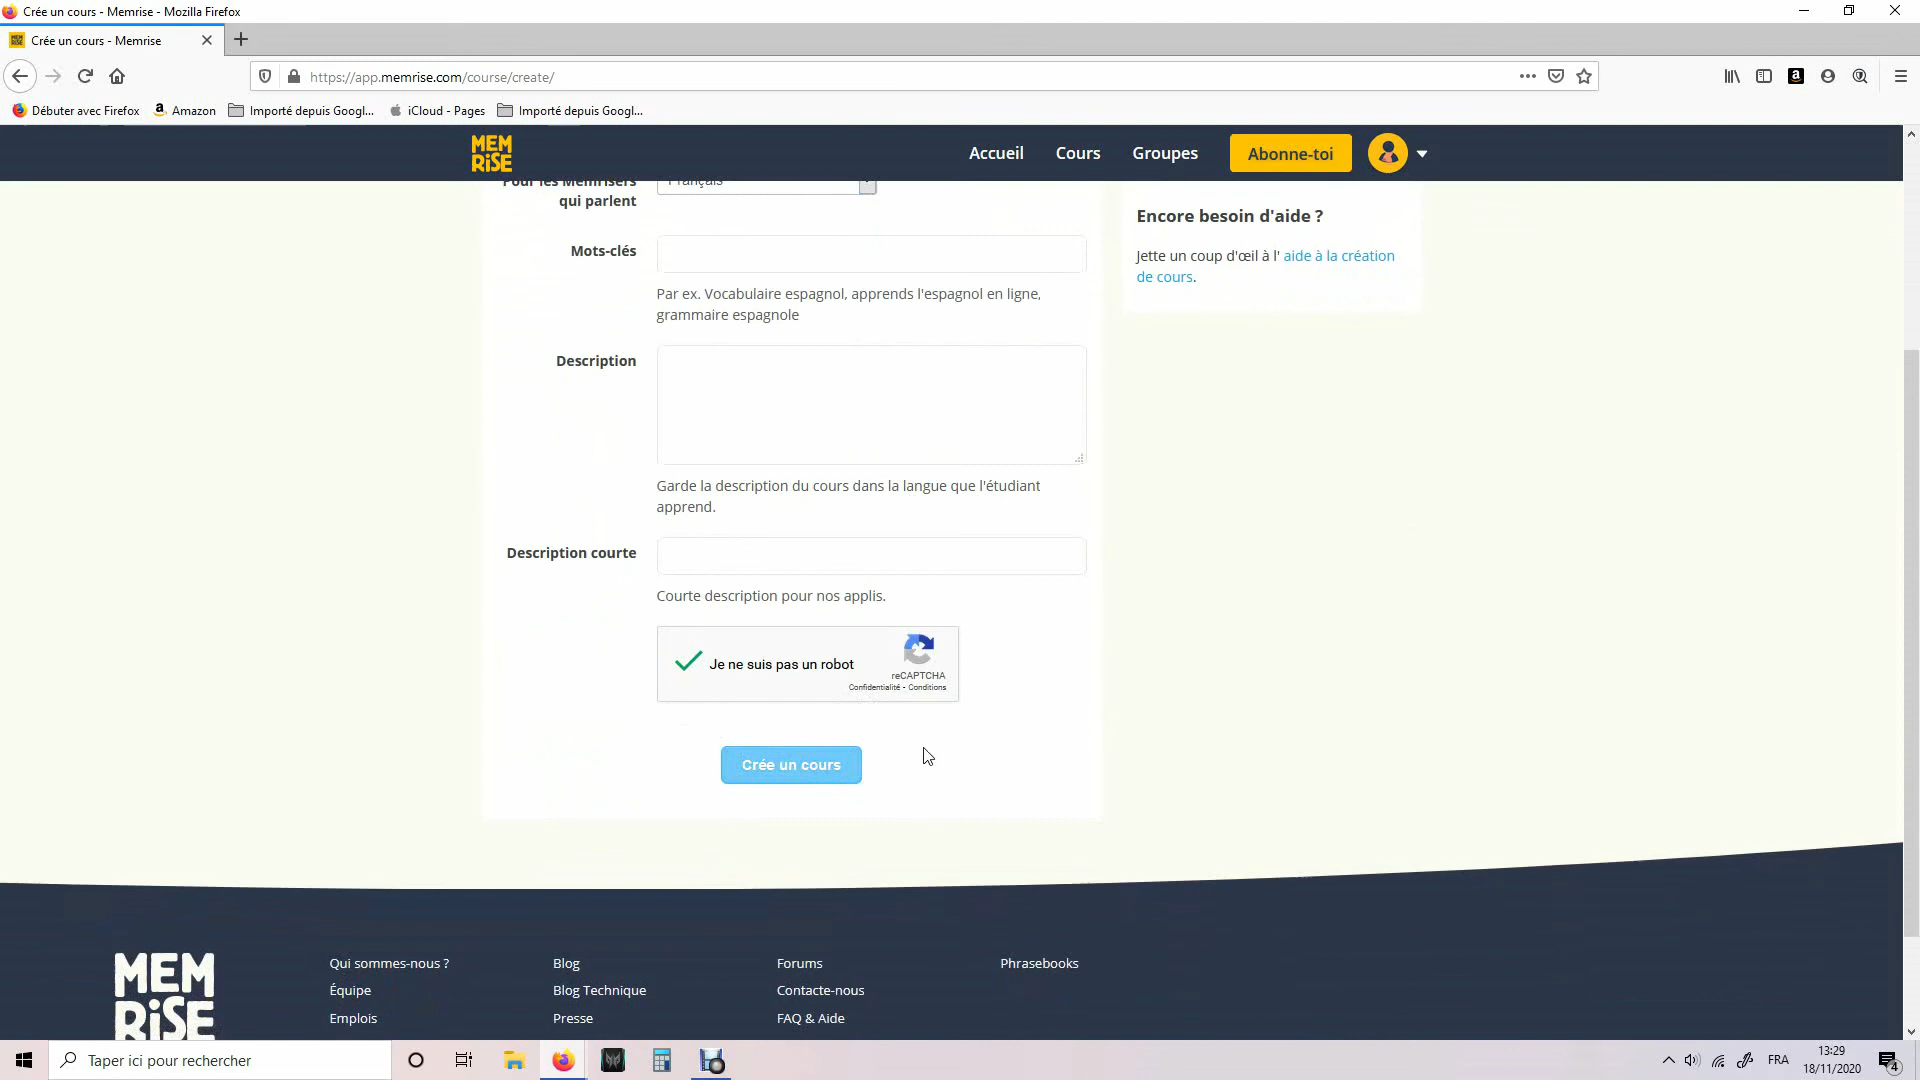 Crée un cours - Memrise - Mozilla Firefox
Crée un cours - Memrise
https://app.memrise.com/course/create/
Débuter avec Firefox
Amazon
Importé depuis Googl...
iCloud - Pages
Importé depuis Googl...
MEM
RiSE
Accueil
Cours
Groupes
Abonne-toi
Pour les Memrisers
qui parlent
Français
Mots-clés
Par ex. Vocabulaire espagnol, apprends l'espagnol en ligne,
grammaire espagnole
Description
Garde la description du cours dans la langue que l'étudiant
apprend.
Description courte
Courte description pour nos applis.
Je ne suis pas un robot
reCAPTCHA
Confidentialité - Conditions
Crée un cours
Encore besoin d'aide ?
Jette un coup d'œil à l' aide à la création
de cours.
MEM
RiSE
Qui sommes-nous ?
Équipe
Emplois
Blog
Blog Technique
Presse
Forums
Contacte-nous
FAQ & Aide
Phrasebooks
Taper ici pour rechercher
FRA
13:29
18/11/2020
4